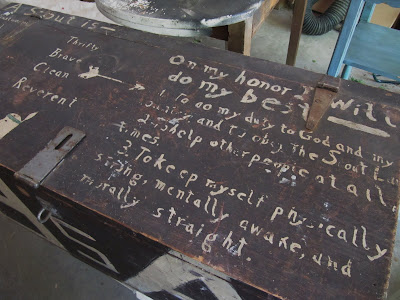 A Scout is—
Thrifty
Brave
Clean
Reverent
On my honor I will
do my best
1. To do my duty to God and my
country, and to obey the Scout Law
2. To help other people at all
times.
3. To keep myself physically
strong, mentally awake, and
morally straight.